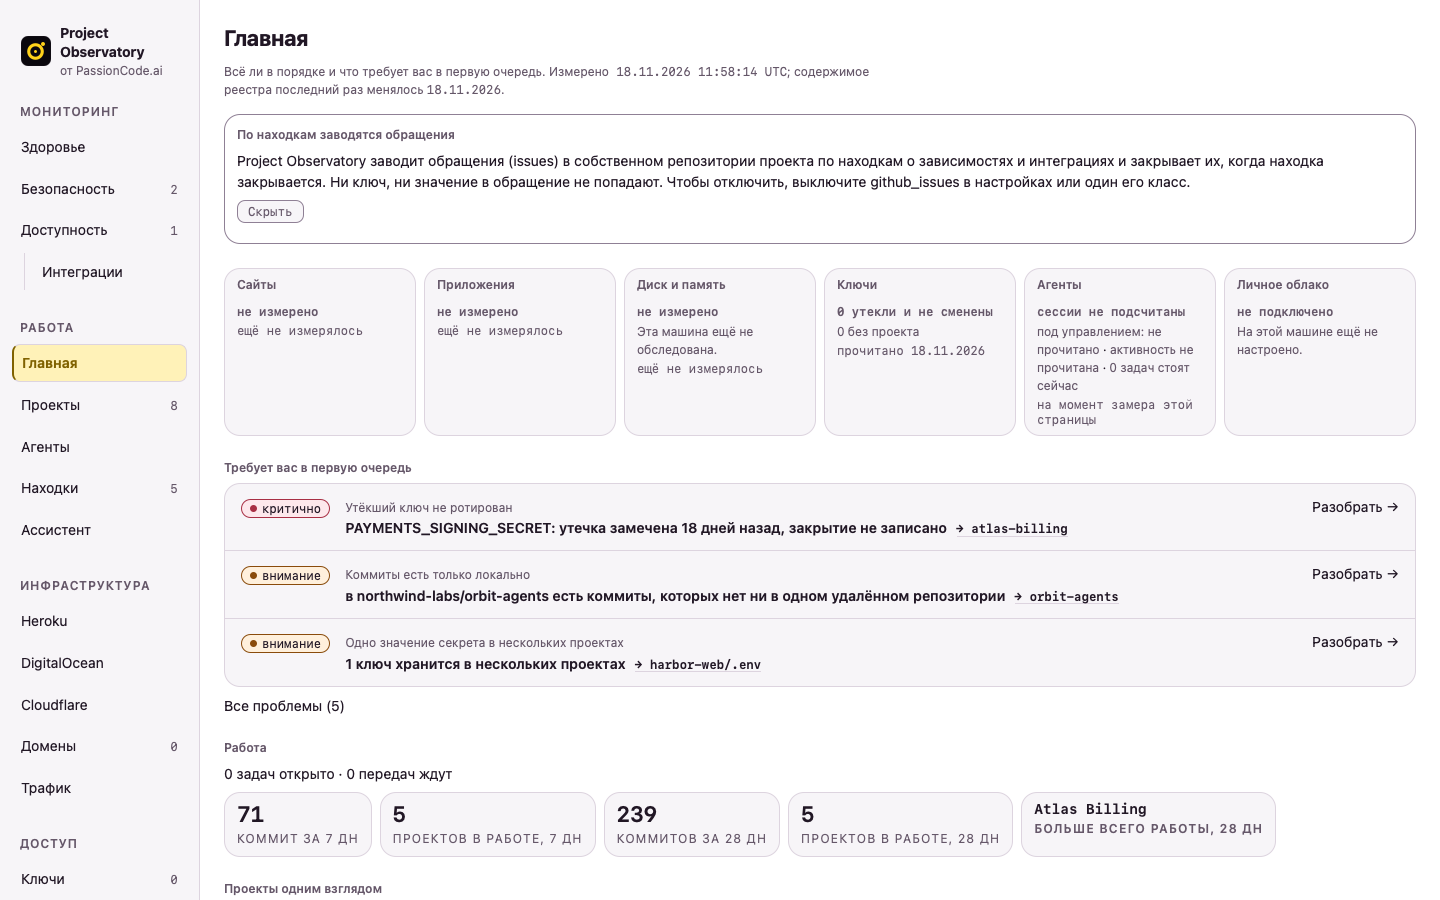 Project
Observatory
от PassionCode.ai
МОНИТОРИНГ
Здоровье
Безопасность 2
Доступность 1
Интеграции
РАБОТА
Главная
Проекты 8
Агенты
Находки 5
Ассистент
ИНФРАСТРУКТУРА
Heroku
DigitalOcean
Cloudflare
Домены 0
Трафик
ДОСТУП
Ключи 0
Главная
Всё ли в порядке и что требует вас в первую очередь. Измерено 18.11.2026 11:58:14 UTC; содержимое
реестра последний раз менялось 18.11.2026.
По находкам заводятся обращения
Project Observatory заводит обращения (issues) в собственном репозитории проекта по находкам о зависимостях и интеграциях и закрывает их, когда находка
закрывается. Ни ключ, ни значение в обращение не попадают. Чтобы отключить, выключите github_issues в настройках или один его класс.
Скрыть
Сайты
не измерено
ещё не измерялось
Приложения
не измерено
ещё не измерялось
Диск и память
не измерено
Эта машина ещё не
обследована.
ещё не измерялось
Ключи
0 утекли и не сменены
0 без проекта
прочитано 18.11.2026
Агенты
сессии не подсчитаны
под управлением: не
прочитано · активность не
прочитана · 0 задач стоят
сейчас
на момент замера этой
страницы
Личное облако
не подключено
На этой машине ещё не
настроено.
Требует вас в первую очередь
критично
Утёкший ключ не ротирован
PAYMENTS_SIGNING_SECRET: утечка замечена 18 дней назад, закрытие не записано → atlas-billing
Разобрать →
внимание
Коммиты есть только локально
в northwind-labs/orbit-agents есть коммиты, которых нет ни в одном удалённом репозитории → orbit-agents
Разобрать →
внимание
Одно значение секрета в нескольких проектах
1 ключ хранится в нескольких проектах → harbor-web/.env
Разобрать →
Все проблемы (5)
Работа
0 задач открыто · 0 передач ждут
71
КОММИТ ЗА 7 ДН
5
ПРОЕКТОВ В РАБОТЕ, 7 ДН
239
КОММИТОВ ЗА 28 ДН
5
ПРОЕКТОВ В РАБОТЕ, 28 ДН
Atlas Billing
БОЛЬШЕ ВСЕГО РАБОТЫ, 28 ДН
Проекты одним взглядом